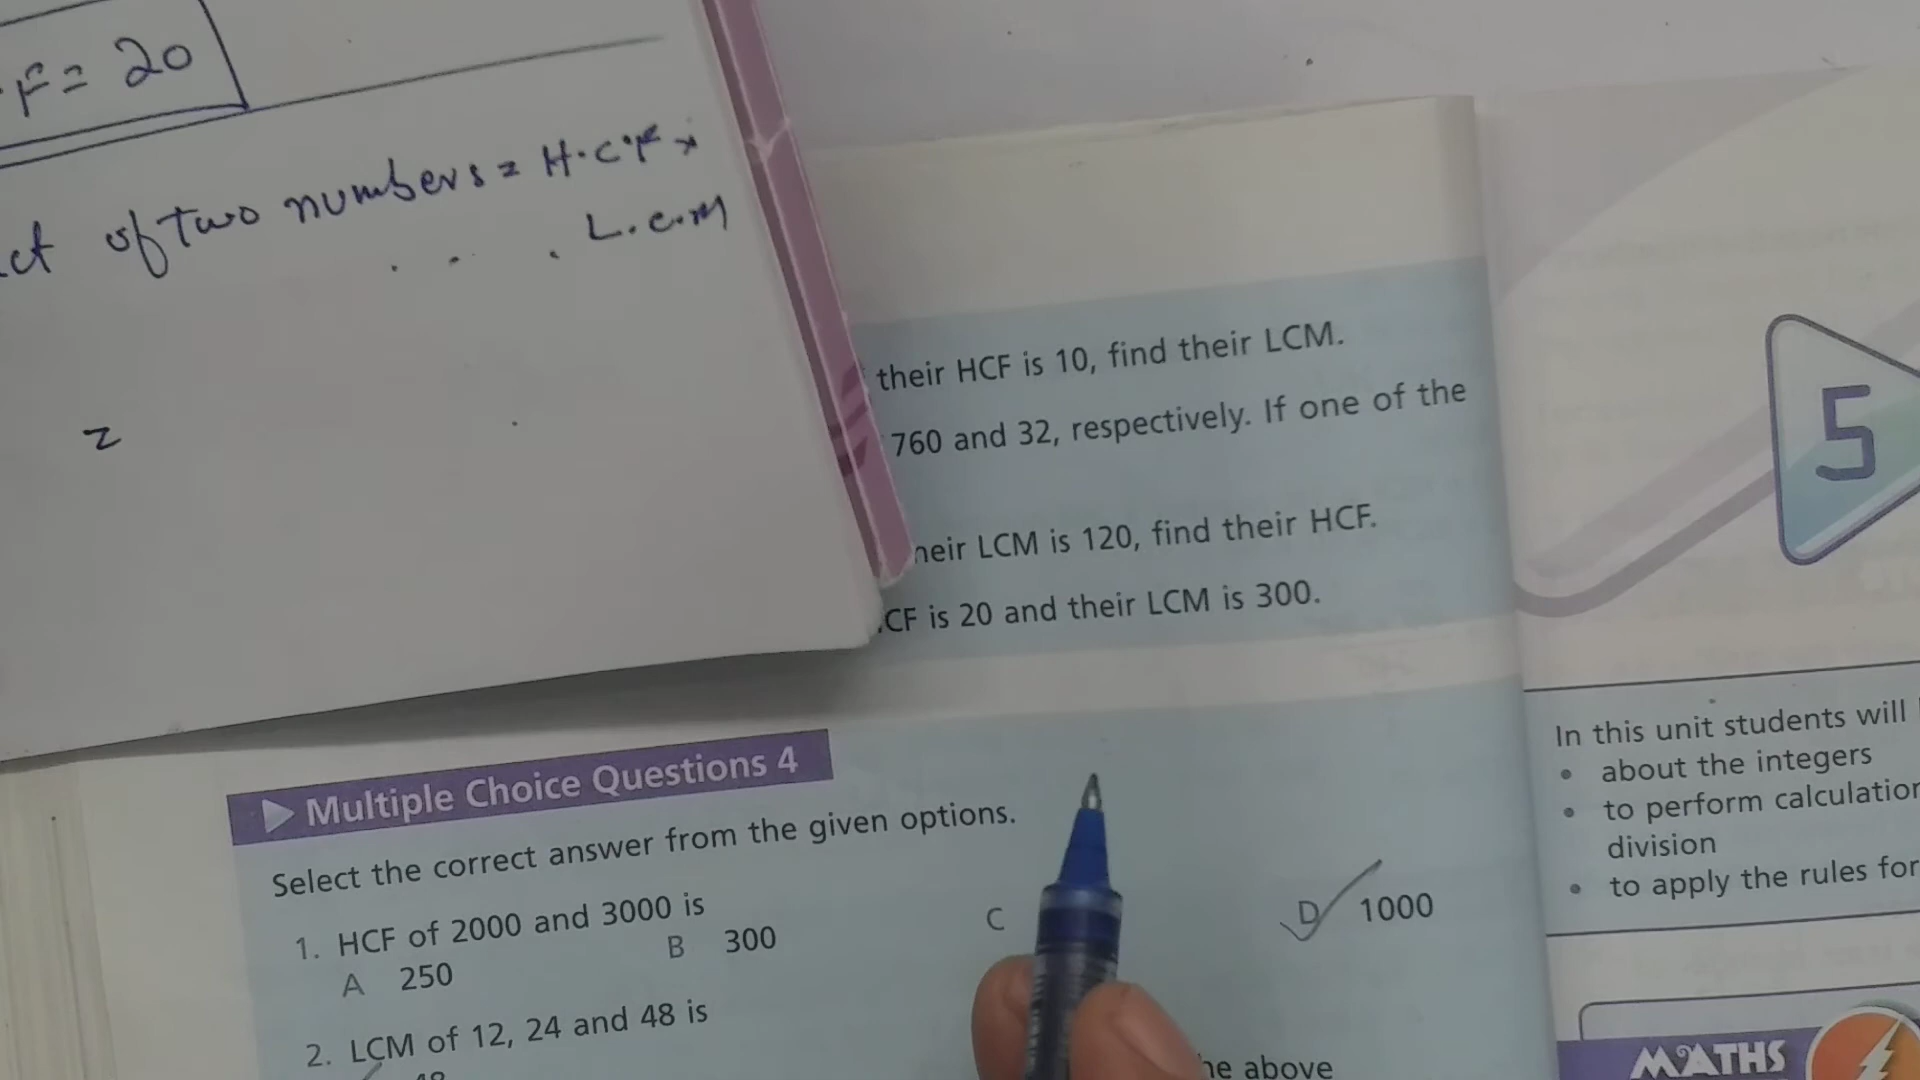 F = 20
of two numbers = H.C.F ×
L.C.M
=
their HCF is 10, find their LCM.
760 and 32, respectively. If one of the
LCM is 120, find their HCF.
CF is 20 and their LCM is 300.
Multiple Choice Questions 4
Select the correct answer from the given options.
1. HCF of 2000 and 3000 is
A 250 B 300 C D 1000
2. LCM of 12, 24 and 48 is
48
above
5
In this unit students will
• about the integers
• to perform
division
• to apply the rules for
MATHS